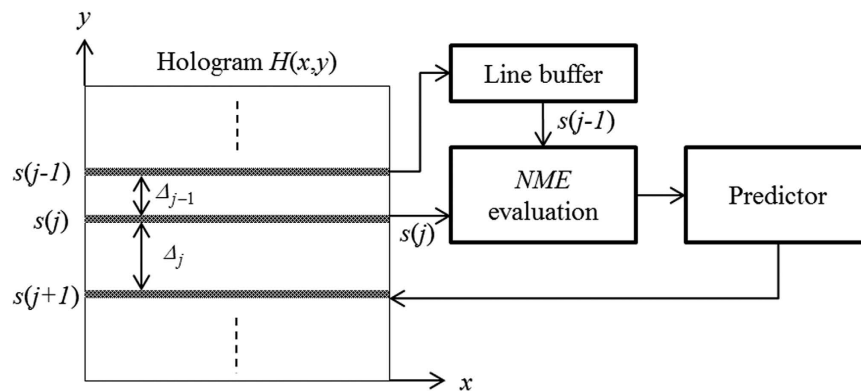 y
Hologram H(x,y)
Line buffer
s(j-1)
s(j-1)
Δj−1
NME
evaluation
Predictor
s(j)
s(j)
Δj
s(j+1)
x